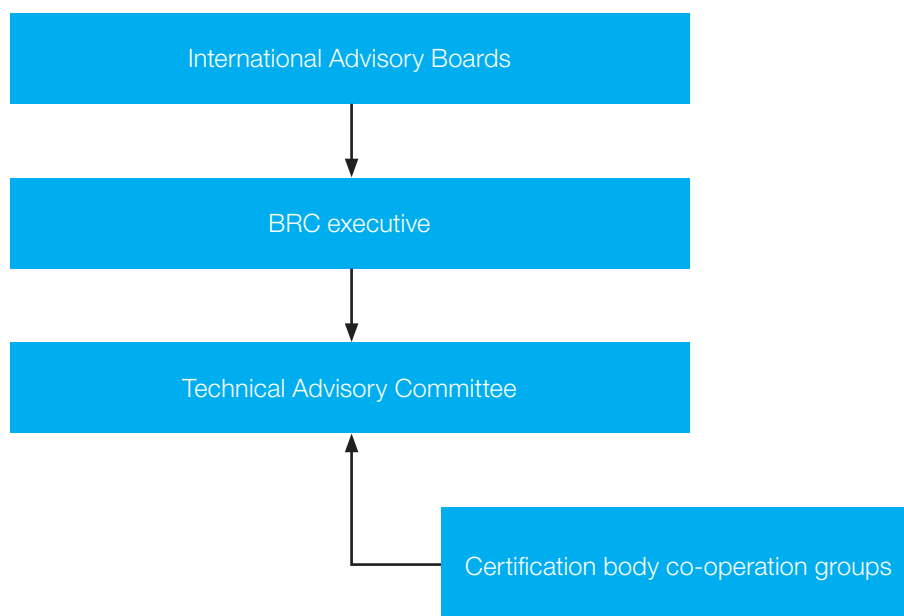 International Advisory Boards
BRC executive
Technical Advisory Committee
Certification body co-operation groups